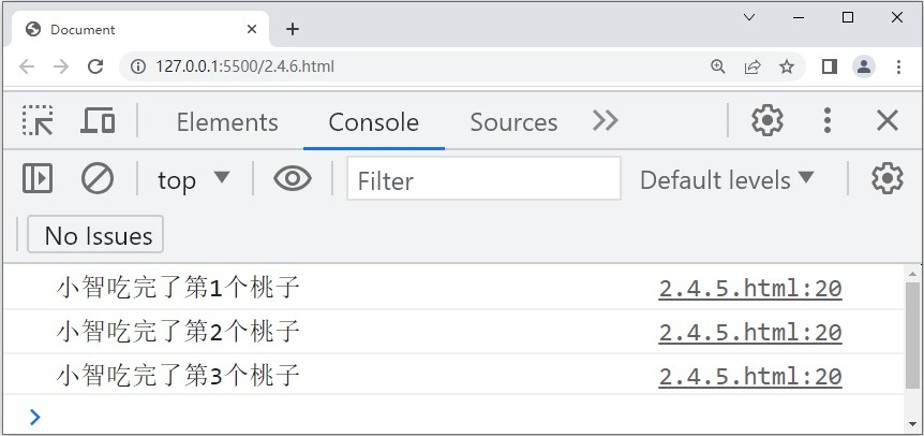 Document
127.0.0.1:5500/2.4.6.html
Elements Console Sources
top Filter Default levels
No Issues
小智吃完了第1个桃子 2.4.5.html:20
小智吃完了第2个桃子 2.4.5.html:20
小智吃完了第3个桃子 2.4.5.html:20